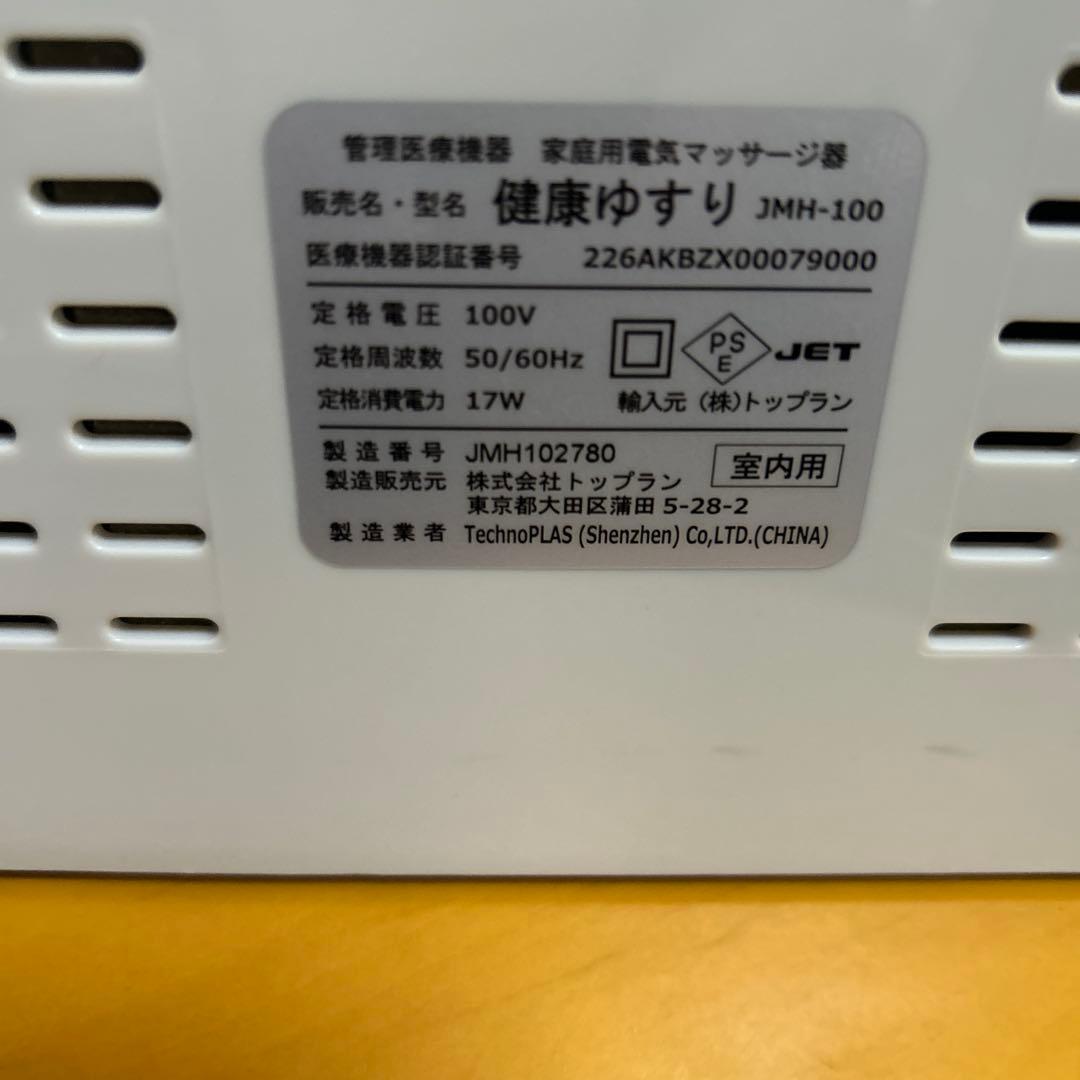 管理医療機器 家庭用電気マッサージ器
販売名・型名 健康ゆすり JMH-100
医療機器認証番号 226AKBZX00079000
定格電圧 100V
定格周波数 50/60Hz
PSE JET
定格消費電力 17W
輸入元 (株)トップラン
製造番号 JMH102780
室内用
製造販売元 株式会社トップラン
東京都大田区蒲田 5-28-2
製造業者 TechnoPLAS (Shenzhen) Co,LTD.(CHINA)